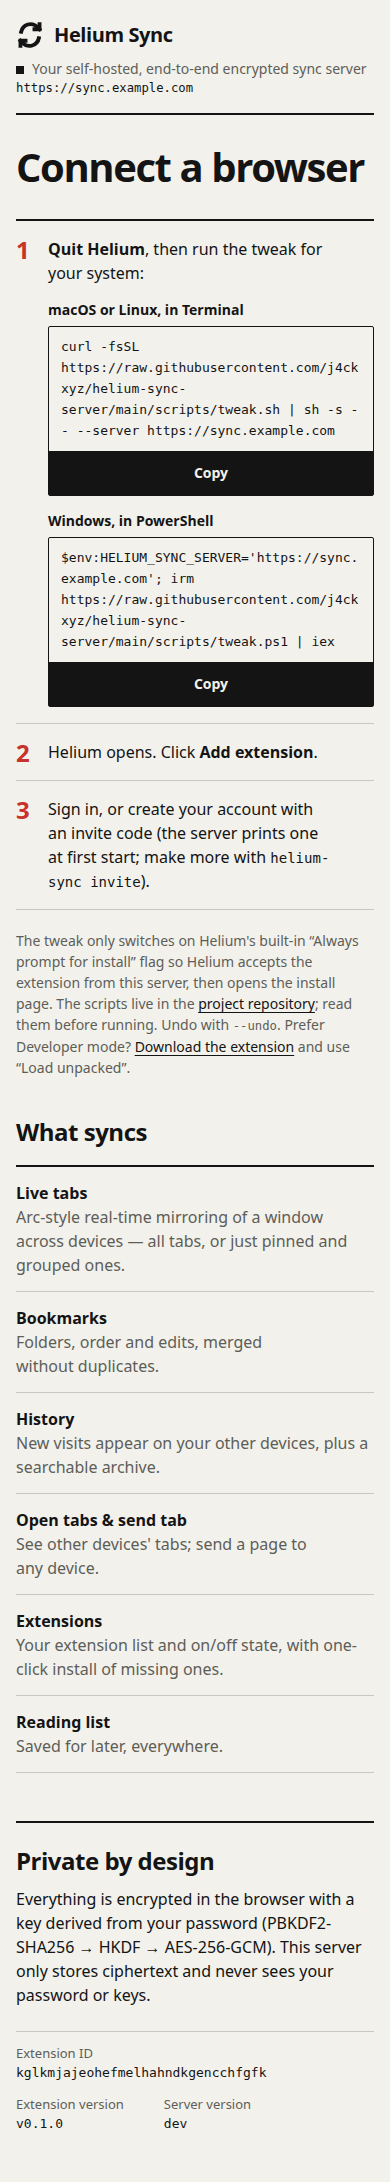 Helium Sync
Your self-hosted, end-to-end encrypted sync server
https://sync.example.com
Connect a browser
1
Quit Helium, then run the tweak for
your system:
macOS or Linux, in Terminal
curl -fsSL
https://raw.githubusercontent.com/j4ck
xyz/helium-sync-
server/main/scripts/tweak.sh | sh -s -
- --server https://sync.example.com
Copy
Windows, in PowerShell
$env:HELIUM_SYNC_SERVER='https://sync.
example.com'; irm
https://raw.githubusercontent.com/j4ck
xyz/helium-sync-
server/main/scripts/tweak.ps1 | iex
Copy
2
Helium opens. Click Add extension.
3
Sign in, or create your account with
an invite code (the server prints one
at first start; make more with helium-
sync invite).
The tweak only switches on Helium's built-in “Always
prompt for install” flag so Helium accepts the
extension from this server, then opens the install
page. The scripts live in the project repository; read
them before running. Undo with --undo. Prefer
Developer mode? Download the extension and use
“Load unpacked”.
What syncs
Live tabs
Arc-style real-time mirroring of a window
across devices — all tabs, or just pinned and
grouped ones.
Bookmarks
Folders, order and edits, merged
without duplicates.
History
New visits appear on your other devices, plus a
searchable archive.
Open tabs & send tab
See other devices' tabs; send a page to
any device.
Extensions
Your extension list and on/off state, with one-
click install of missing ones.
Reading list
Saved for later, everywhere.
Private by design
Everything is encrypted in the browser with a
key derived from your password (PBKDF2-
SHA256 → HKDF → AES-256-GCM). This server
only stores ciphertext and never sees your
password or keys.
Extension ID
kglkmjajeohefmelhahndkgencchfgfk
Extension version
v0.1.0
Server version
dev